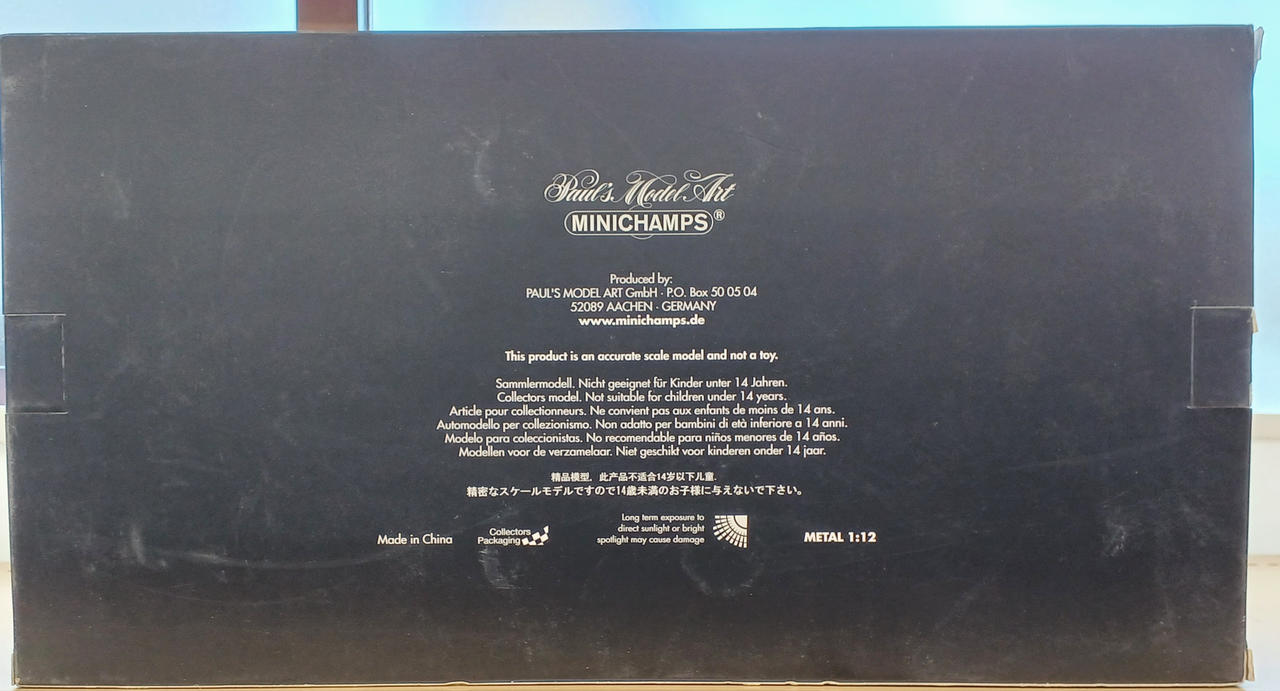 Paul's Model Art
MINICHAMPS®
Produced by:
PAUL'S MODEL ART GmbH · P.O. Box 50 05 04
52089 AACHEN · GERMANY
www.minichamps.de
This product is an accurate scale model and not a toy.
Sammlermodell. Nicht geeignet für Kinder unter 14 Jahren.
Collectors model. Not suitable for children under 14 years.
Article pour collectionneurs. Ne convient pas aux enfants de moins de 14 ans.
Automodello per collezionismo. Non adatto per bambini di età inferiore a 14 anni.
Modelo para coleccionistas. No recomendable para niños menores de 14 años.
Modellen voor de verzamelaar. Niet geschikt voor kinderen onder 14 jaar.
精品模型. 此产品不适合14岁以下儿童.
精密なスケールモデルですので14歳未満のお子様に与えないで下さい。
Made in China
Collectors
Packaging
Long term exposure to
direct sunlight or bright
spotlight may cause damage
METAL 1:12